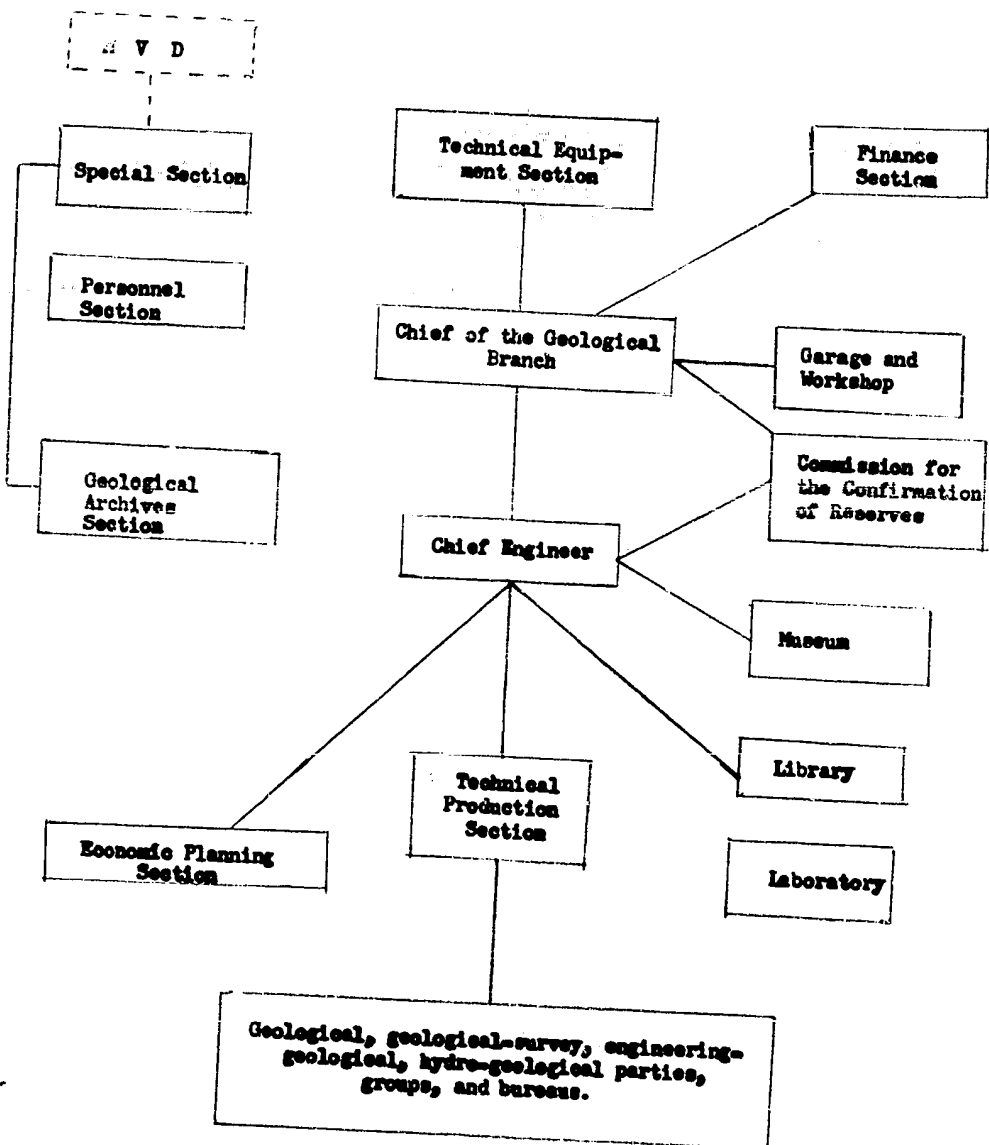 M V D
Special Section
Technical Equip-
ment Section
Finance
Section
Personnel
Section
Chief of the Geological
Branch
Garage and
Workshop
Geological
Archives
Section
Commission for
the Confirmation
of Reserves
Chief Engineer
Museum
Library
Technical
Production
Section
Economic Planning
Section
Laboratory
Geological, geological-survey, engineering-
geological, hydro-geological parties,
groups, and bureaus.